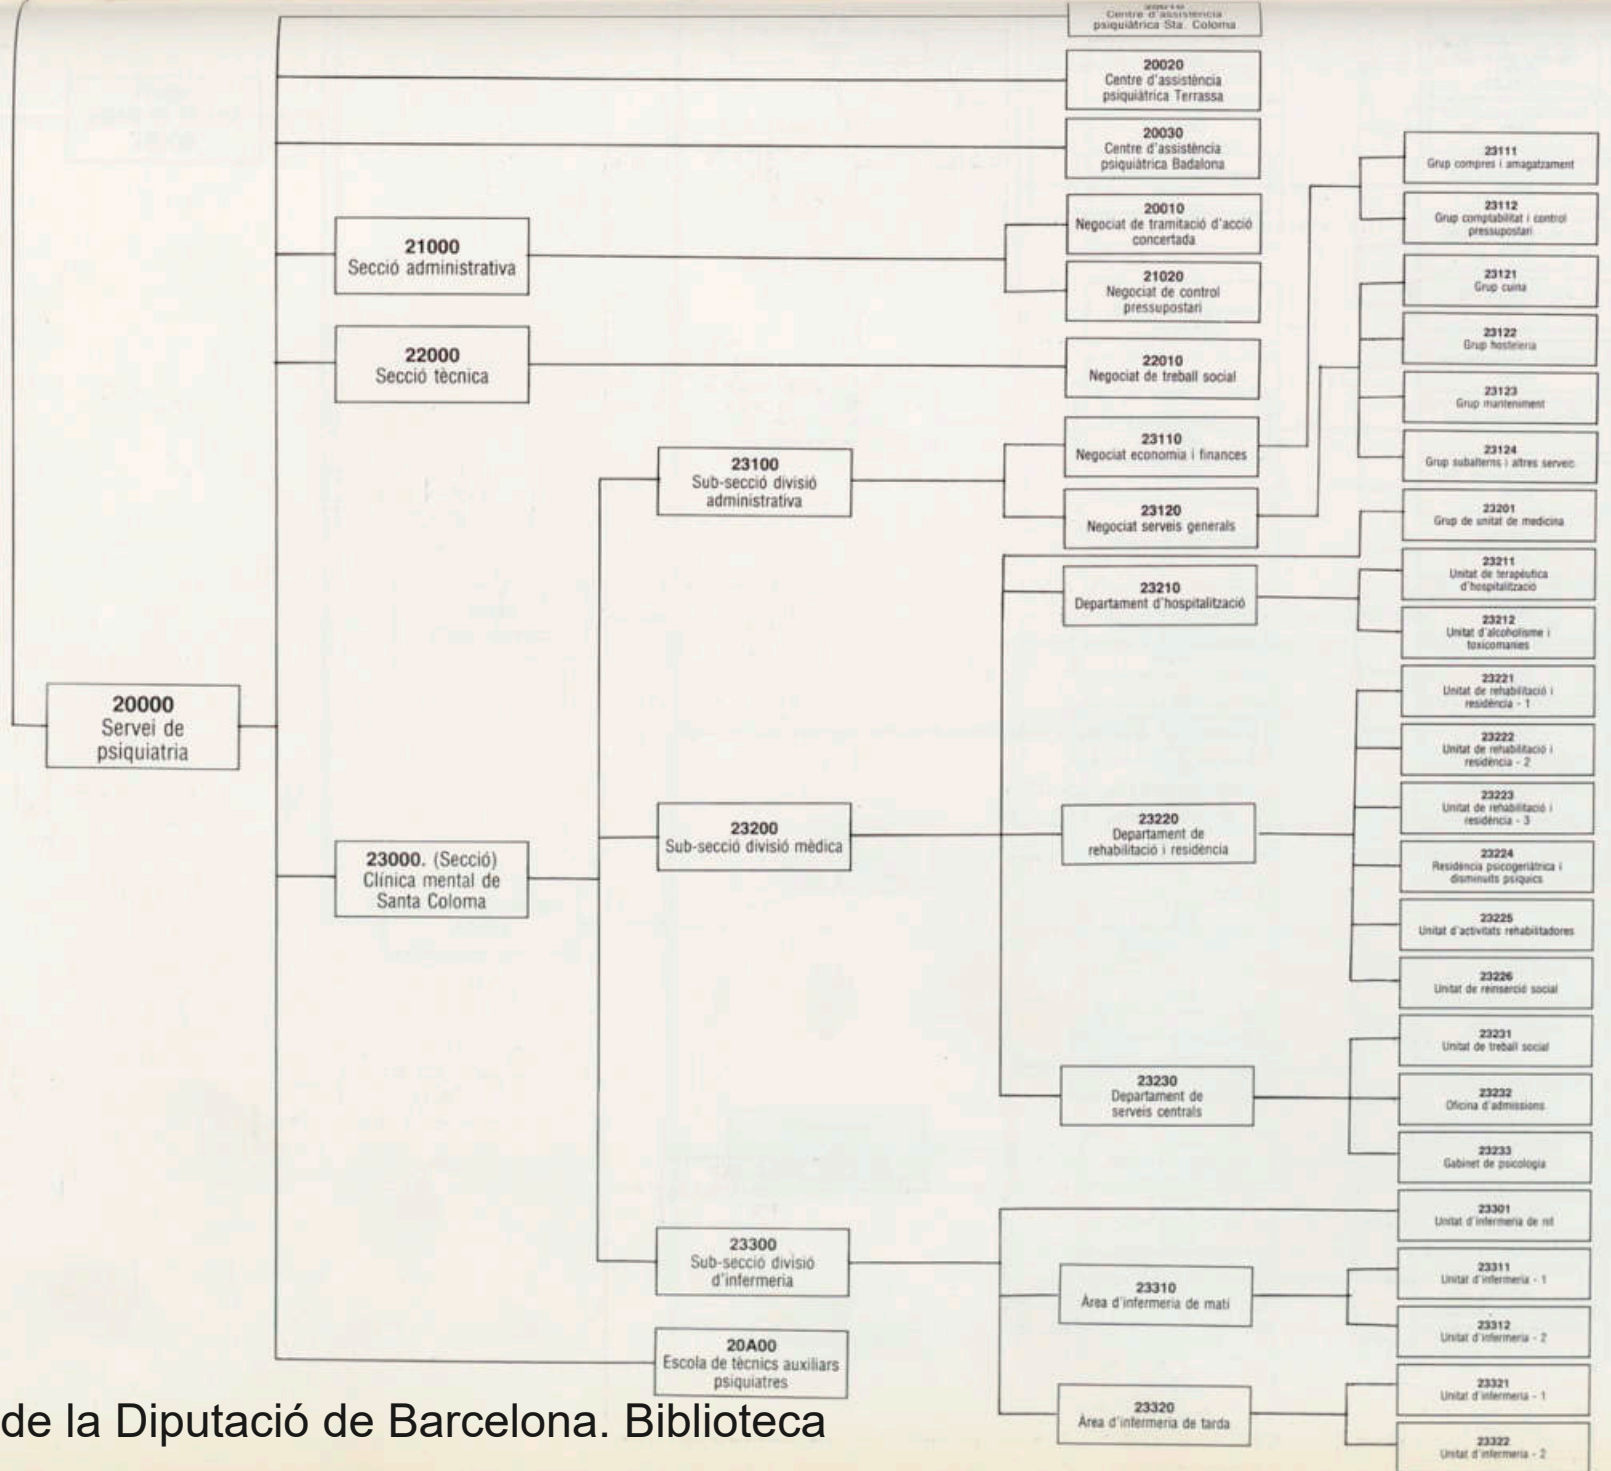 Centre d'assistència
psiquiàtrica Sta. Coloma
20020
Centre d'assistència
psiquiàtrica Terrassa
20030
Centre d'assistència
psiquiàtrica Badalona
21000
Secció administrativa
20010
Negociat de tramitació d'acció
concertada
21020
Negociat de control
pressupostari
22000
Secció tècnica
22010
Negociat de treball social
23100
Sub-secció divisió
administrativa
23110
Negociat economia i finances
23120
Negociat serveis generals
23111
Grup compres i amagatzament
23112
Grup comptabilitat i control
pressupostari
23121
Grup cuina
23122
Grup hosteleria
23123
Grup manteniment
23124
Grup subalterns i altres serveic
20000
Servei de
psiquiatria
23000. (Secció)
Clínica mental de
Santa Coloma
23200
Sub-secció divisió mèdica
23201
Grup de unitat de medicina
23210
Departament d'hospitalització
23211
Unitat de terapèutica
d'hospitalització
23212
Unitat d'alcoholisme i
toxicomanies
23220
Departament de
rehabilitació i residència
23221
Unitat de rehabilitació i
residència - 1
23222
Unitat de rehabilitació i
residència - 2
23223
Unitat de rehabilitació i
residència - 3
23224
Residència psicogeriàtrica i
disminuïts psíquics
23225
Unitat d'activitats rehabilitadores
23226
Unitat de reinserció social
23230
Departament de
serveis centrals
23231
Unitat de treball social
23232
Oficina d'admissions
23233
Gabinet de psicologia
23300
Sub-secció divisió
d'infermeria
23301
Unitat d'infermeria de nit
23310
Àrea d'infermeria de matí
23311
Unitat d'infermeria - 1
23312
Unitat d'infermeria - 2
23320
Àrea d'infermeria de tarda
23321
Unitat d'infermeria - 1
23322
Unitat d'infermeria - 2
20A00
Escola de tècnics auxiliars
psiquiatres
de la Diputació de Barcelona. Biblioteca